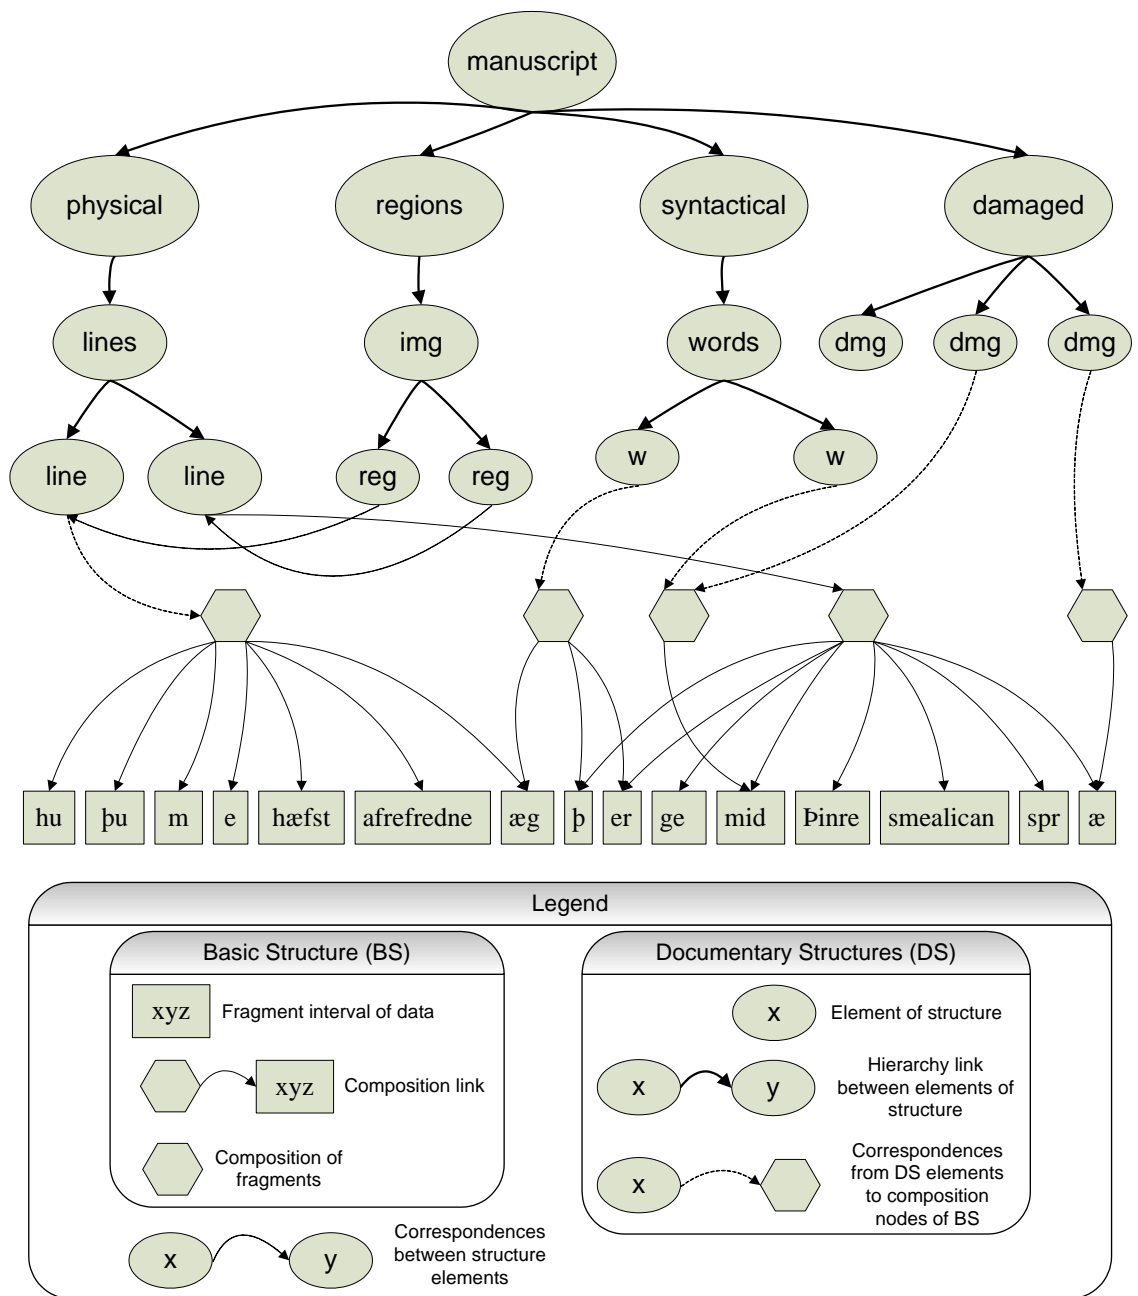 manuscript
physical regions syntactical damaged
lines img words dmg dmg dmg
line line reg reg w w
hu þu m e hæfst afrefredne æg þ er ge mid Þinre smealican spr æ
Legend
Basic Structure (BS)
xyz Fragment interval of data
xyz Composition link
Composition of
fragments
Documentary Structures (DS)
x Element of structure
x y Hierarchy link
between elements of
structure
x Correspondences
from DS elements
to composition
nodes of BS
x y Correspondences
between structure
elements